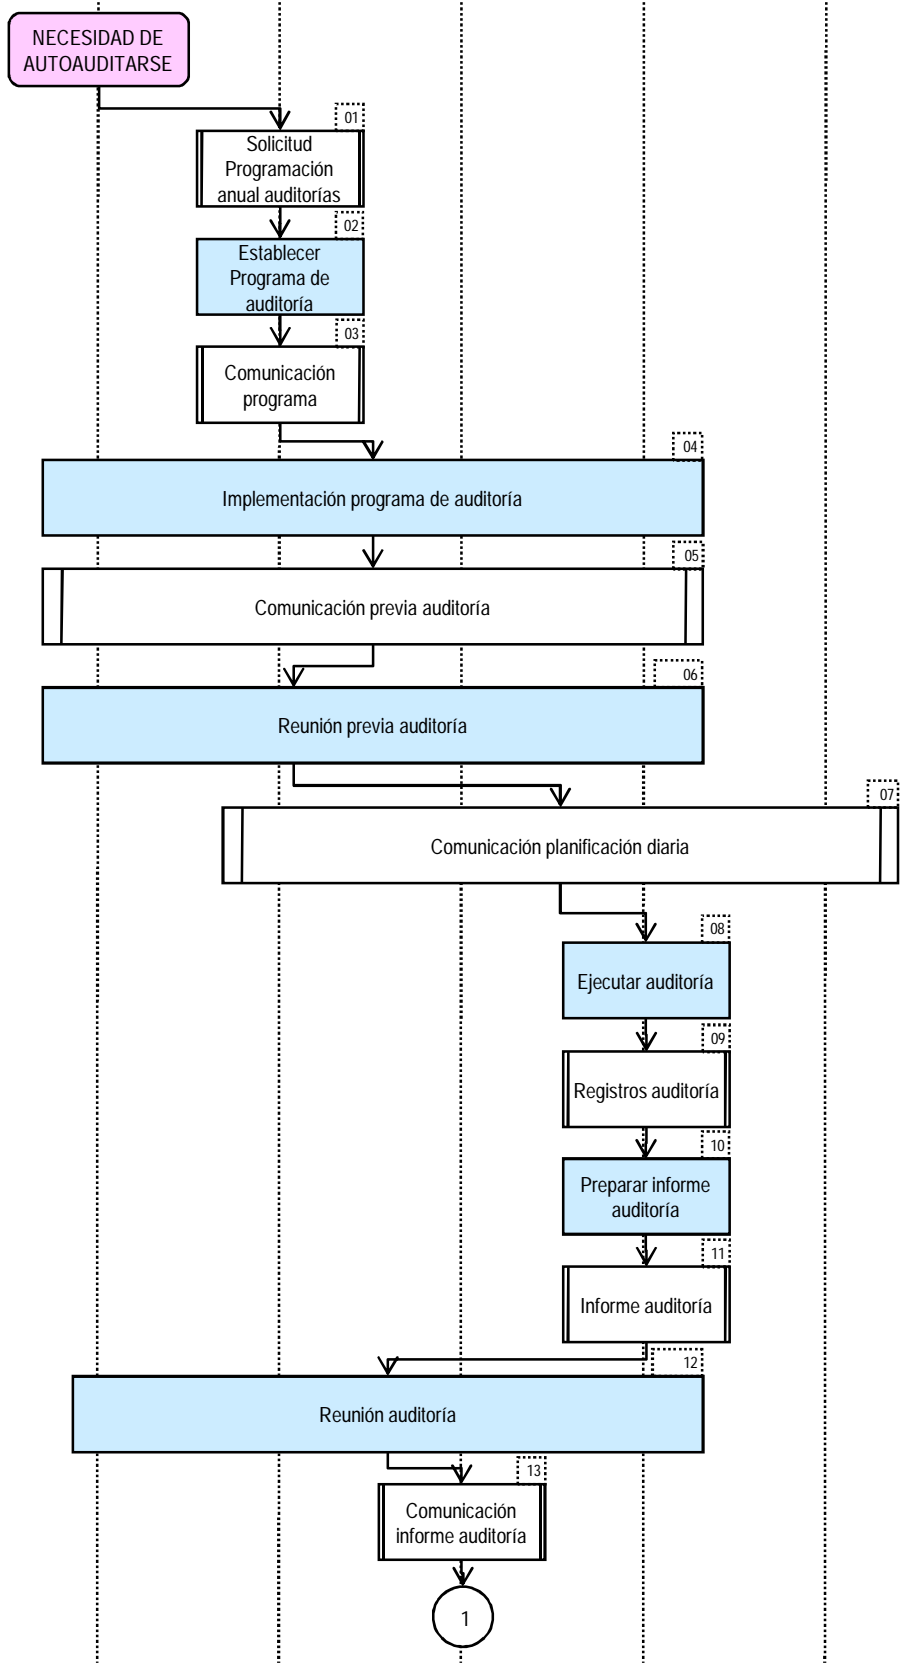 NECESIDAD DE
AUTOAUDITARSE
01
Solicitud
Programación
anual auditorías
02
Establecer
Programa de
auditoría
03
Comunicación
programa
04
Implementación programa de auditoría
05
Comunicación previa auditoría
06
Reunión previa auditoría
07
Comunicación planificación diaria
08
Ejecutar auditoría
09
Registros auditoría
10
Preparar informe
auditoría
11
Informe auditoría
12
Reunión auditoría
13
Comunicación
informe auditoría
1